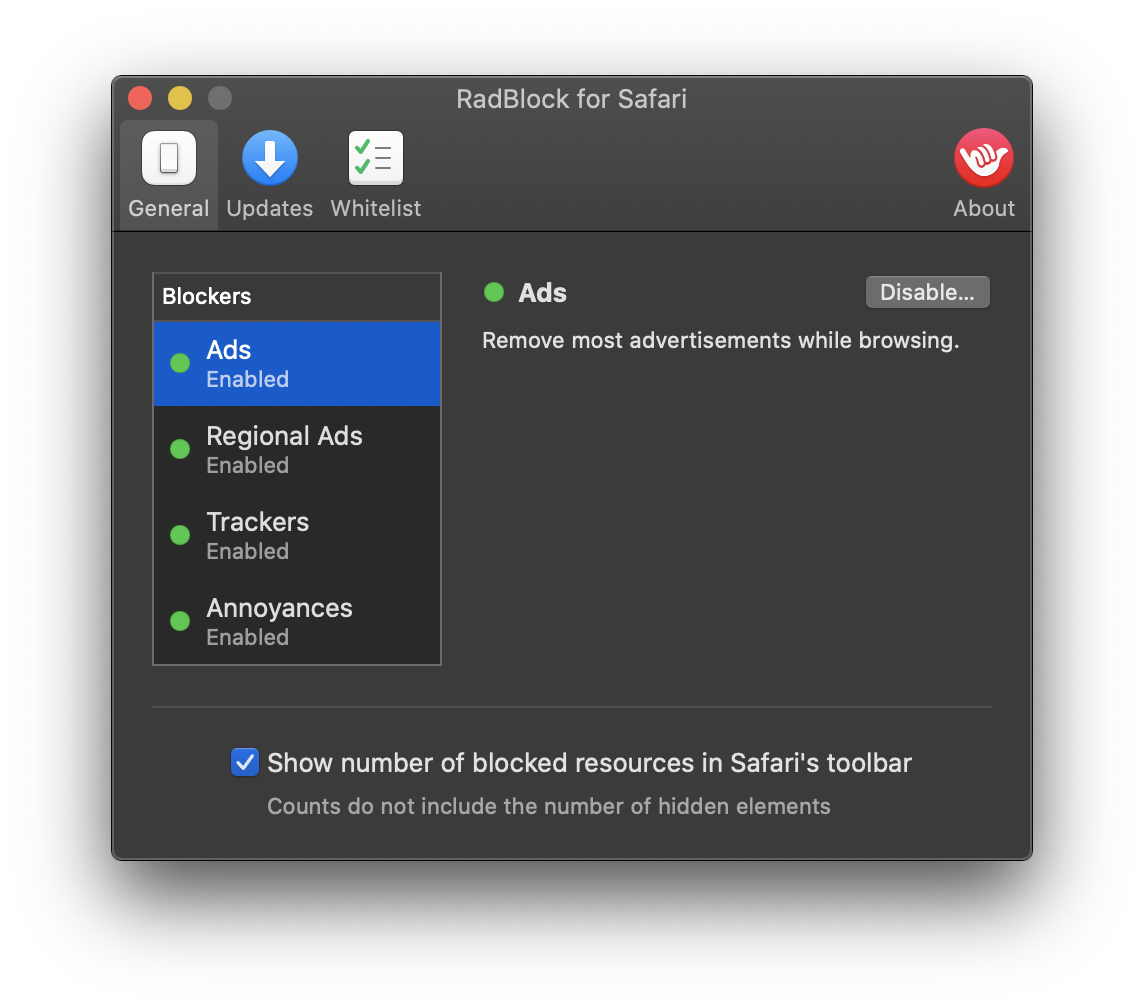 RadBlock for Safari
General
Updates
Whitelist
About
Blockers
Ads
Enabled
Regional Ads
Enabled
Trackers
Enabled
Annoyances
Enabled
Ads
Disable...
Remove most advertisements while browsing.
Show number of blocked resources in Safari's toolbar
Counts do not include the number of hidden elements